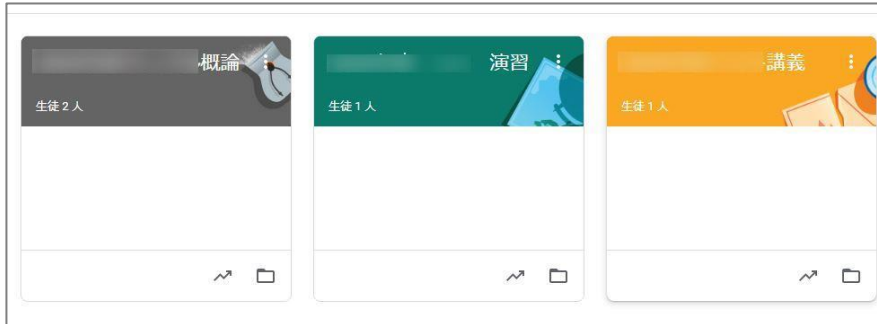 概論
生徒 2 人
演習
生徒 1 人
講義
生徒 1 人